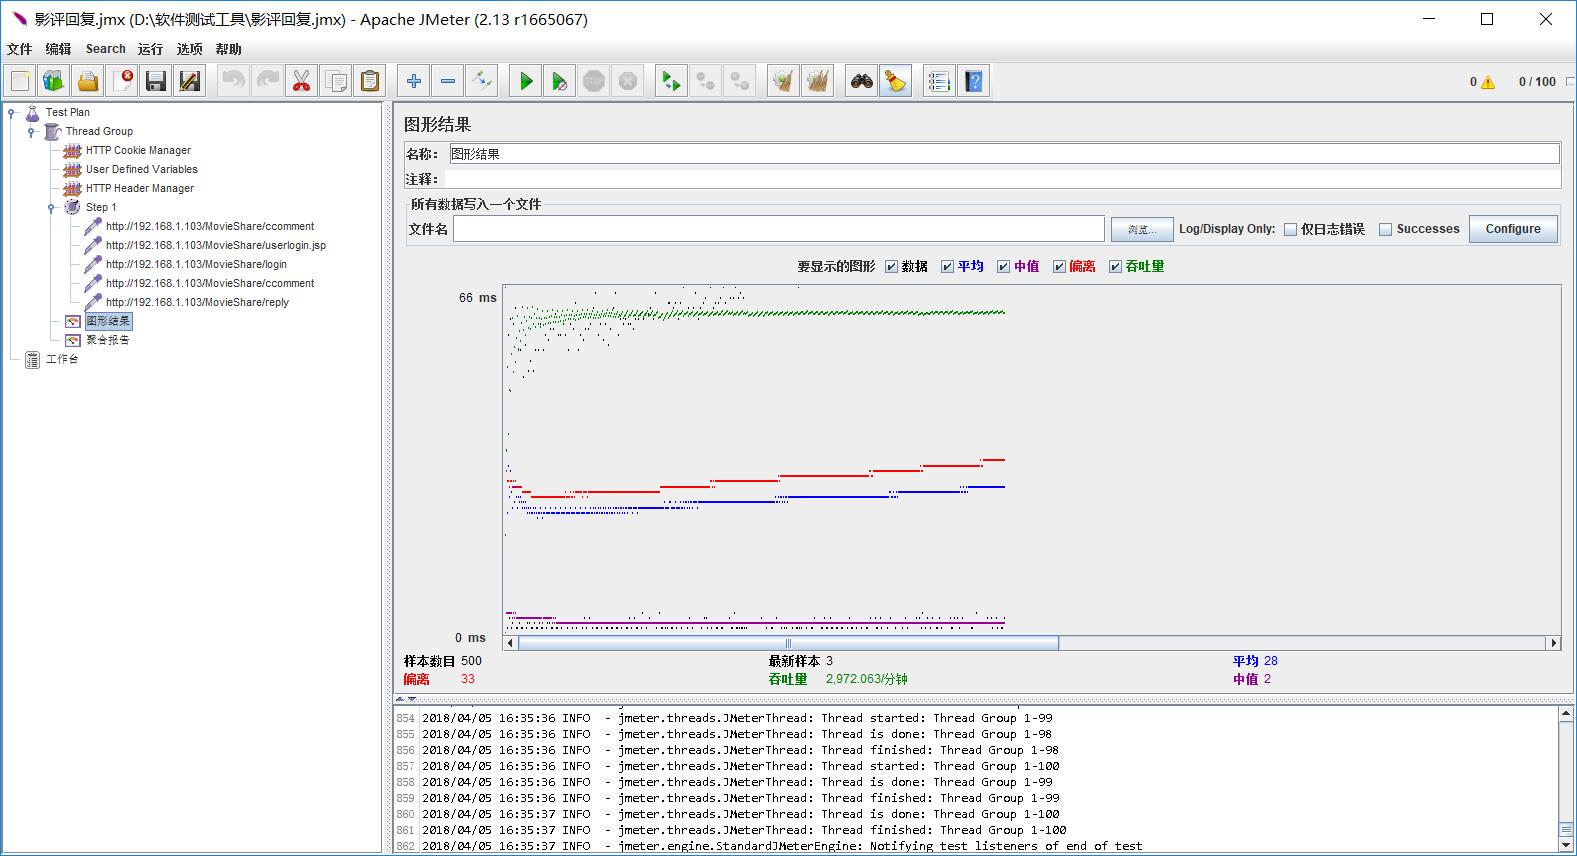 影评回复.jmx (D:\软件测试工具\影评回复.jmx) - Apache JMeter (2.13 r1665067)
文件 编辑 Search 运行 选项 帮助
0 0 / 100
Test Plan
Thread Group
HTTP Cookie Manager
User Defined Variables
HTTP Header Manager
Step 1
http://192.168.1.103/MovieShare/ccomment
http://192.168.1.103/MovieShare/userlogin.jsp
http://192.168.1.103/MovieShare/login
http://192.168.1.103/MovieShare/ccomment
http://192.168.1.103/MovieShare/reply
图形结果
聚合报告
工作台
图形结果
名称： 图形结果
注释：
所有数据写入一个文件
文件名 浏览... Log/Display Only: 仅日志错误 Successes Configure
要显示的图形 数据 平均 中值 偏离 吞吐量
66 ms
0 ms
样本数目 500 最新样本 3 平均 28
偏离 33 吞吐量 2,972.063/分钟 中值 2
854 2018/04/05 16:35:36 INFO - jmeter.threads.JMeterThread: Thread started: Thread Group 1-99
855 2018/04/05 16:35:36 INFO - jmeter.threads.JMeterThread: Thread is done: Thread Group 1-98
856 2018/04/05 16:35:36 INFO - jmeter.threads.JMeterThread: Thread finished: Thread Group 1-98
857 2018/04/05 16:35:36 INFO - jmeter.threads.JMeterThread: Thread started: Thread Group 1-100
858 2018/04/05 16:35:36 INFO - jmeter.threads.JMeterThread: Thread is done: Thread Group 1-99
859 2018/04/05 16:35:36 INFO - jmeter.threads.JMeterThread: Thread finished: Thread Group 1-99
860 2018/04/05 16:35:37 INFO - jmeter.threads.JMeterThread: Thread is done: Thread Group 1-100
861 2018/04/05 16:35:37 INFO - jmeter.threads.JMeterThread: Thread finished: Thread Group 1-100
862 2018/04/05 16:35:37 INFO - jmeter.engine.StandardJMeterEngine: Notifying test listeners of end of test